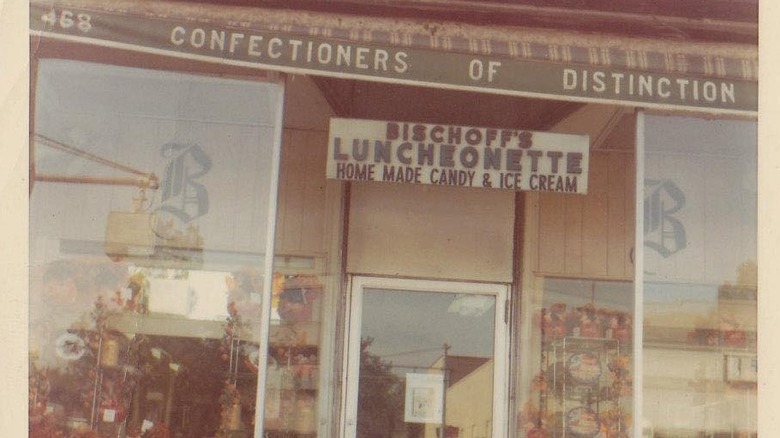 468 CONFECTIONERS OF DISTINCTION
BISCHOFF'S
LUNCHEONETTE
HOME MADE CANDY & ICE CREAM
B
B